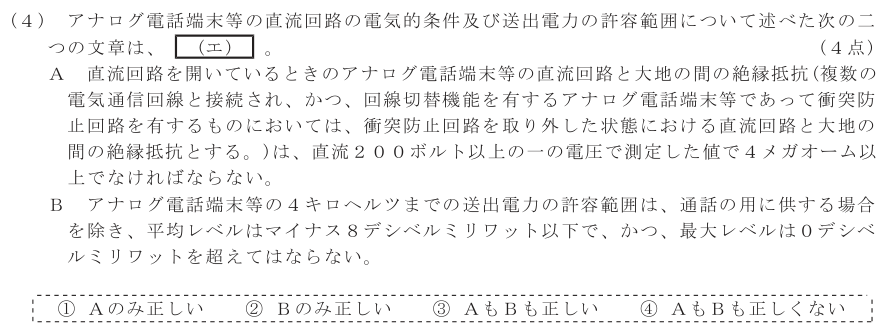 (４) アナログ電話端末等の直流回路の電気的条件及び送出電力の許容範囲について述べた次の二
つの文章は、 (エ) 。 (４点)
Ａ 直流回路を開いているときのアナログ電話端末等の直流回路と大地の間の絶縁抵抗(複数の
電気通信回線と接続され、かつ、回線切替機能を有するアナログ電話端末等であって衝突防
止回路を有するものにおいては、衝突防止回路を取り外した状態における直流回路と大地の
間の絶縁抵抗とする。)は、直流２００ボルト以上の一の電圧で測定した値で４メガオーム以
上でなければならない。
Ｂ アナログ電話端末等の４キロヘルツまでの送出電力の許容範囲は、通話の用に供する場合
を除き、平均レベルはマイナス８デシベルミリワット以下で、かつ、最大レベルは０デシベ
ルミリワットを超えてはならない。
① Ａのみ正しい ② Ｂのみ正しい ③ ＡもＢも正しい ④ ＡもＢも正しくない